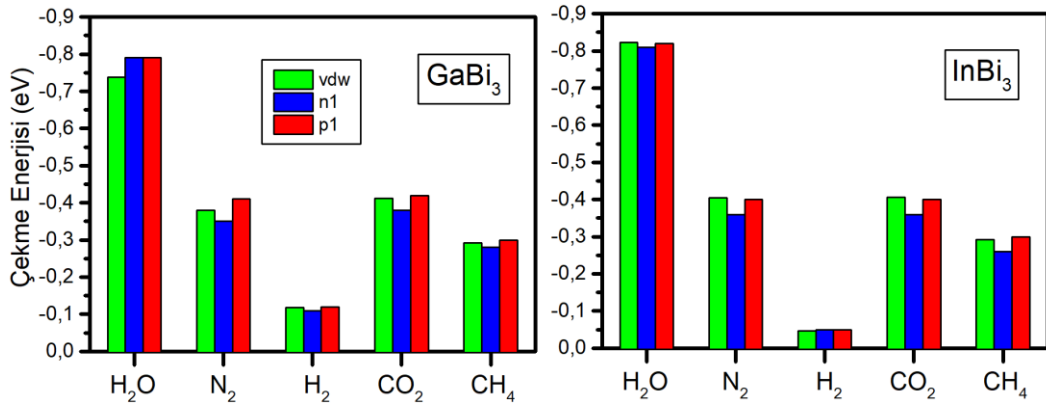 Çekme Enerjisi (eV)
-0,9
-0,8
-0,7
-0,6
-0,5
-0,4
-0,3
-0,2
-0,1
0,0
vdw
n1
p1
GaBi₃
H₂O N₂ H₂ CO₂ CH₄
-0,9
-0,8
-0,7
-0,6
-0,5
-0,4
-0,3
-0,2
-0,1
0,0
InBi₃
H₂O N₂ H₂ CO₂ CH₄